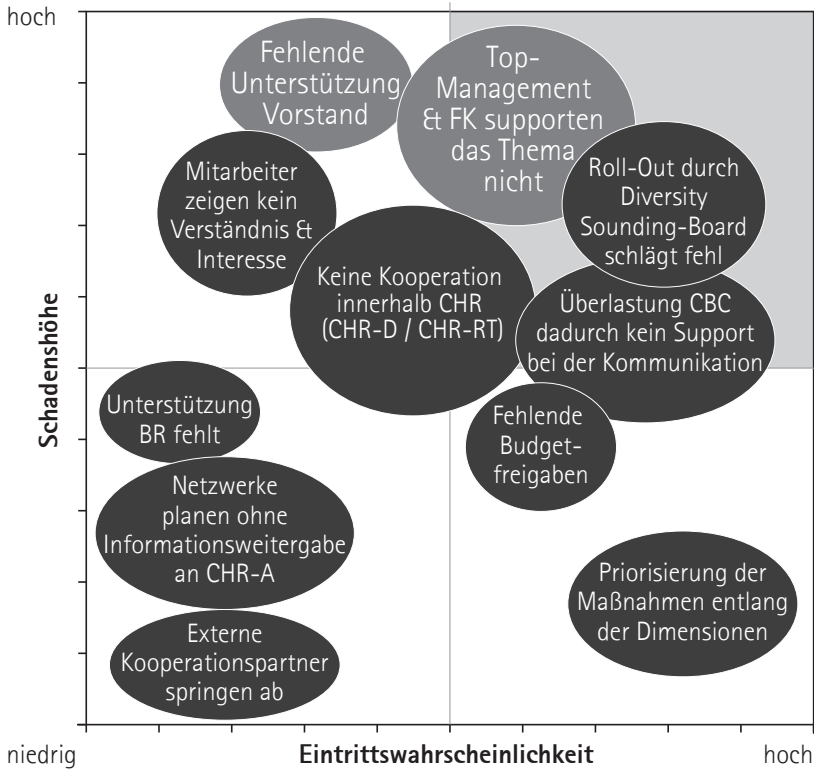 hoch
Fehlende
Unterstützung
Vorstand
Top-
Management
& FK supporten
das Thema
nicht
Mitarbeiter
zeigen kein
Verständnis &
Interesse
Roll-Out durch
Diversity
Sounding-Board
schlägt fehl
Keine Kooperation
innerhalb CHR
(CHR-D / CHR-RT)
Überlastung CBC
dadurch kein Support
bei der Kommunikation
Schadenshöhe
Unterstützung
BR fehlt
Fehlende
Budget-
freigaben
Netzwerke
planen ohne
Informationsweitergabe
an CHR-A
Priorisierung der
Maßnahmen entlang
der Dimensionen
Externe
Kooperationspartner
springen ab
niedrig
Eintrittswahrscheinlichkeit
hoch